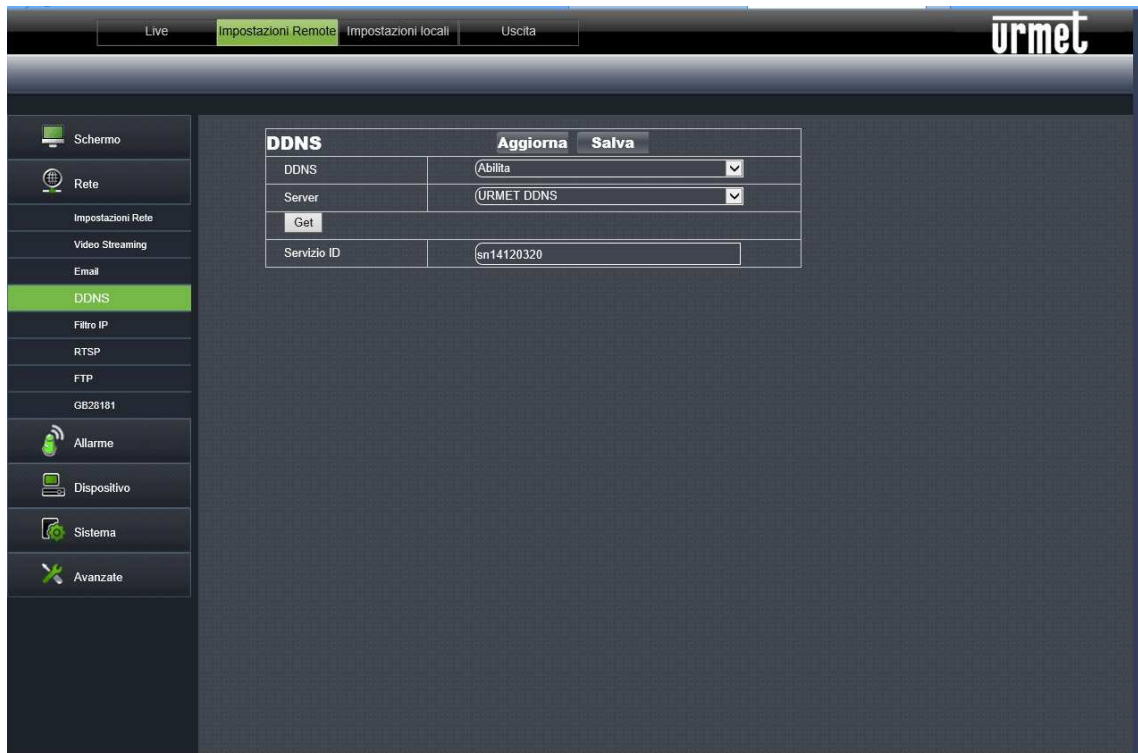 Live Impostazioni Remote Impostazioni locali Uscita
urmet
Schermo
Rete
Impostazioni Rete
Video Streaming
Email
DDNS
Filtro IP
RTSP
FTP
GB28181
Allarme
Dispositivo
Sistema
Avanzate
DDNS Aggiorna Salva
DDNS Abilita
Server URMET DDNS
Get
Servizio ID sn14120320